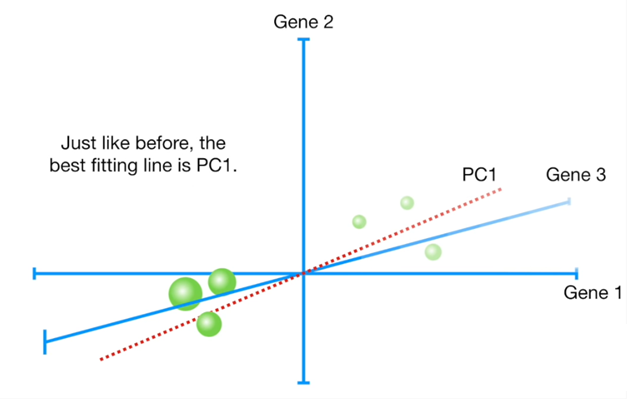 Gene 2
Just like before, the
best fitting line is PC1.
PC1
Gene 3
Gene 1